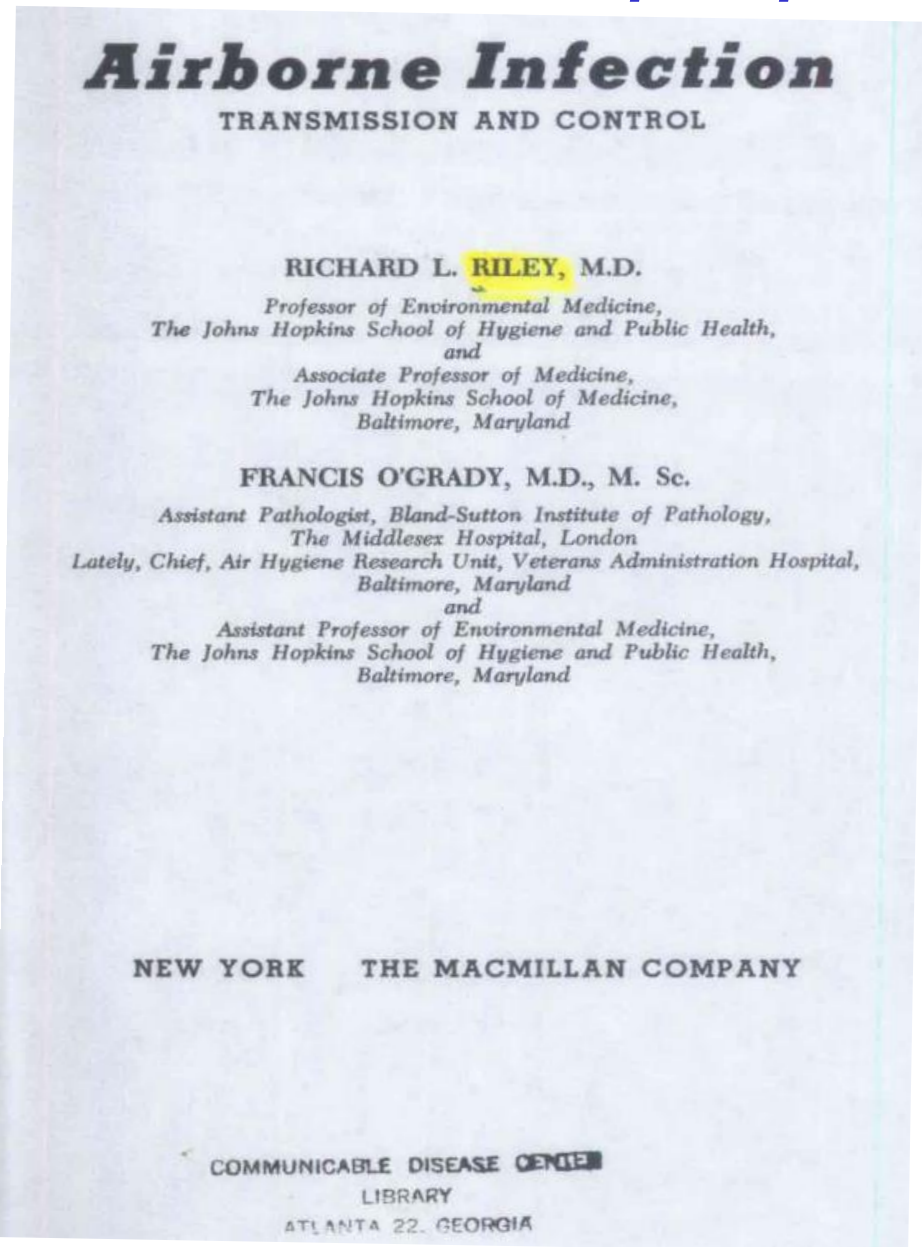 Airborne Infection
TRANSMISSION AND CONTROL
RICHARD L. RILEY, M.D.
Professor of Environmental Medicine,
The Johns Hopkins School of Hygiene and Public Health,
and
Associate Professor of Medicine,
The Johns Hopkins School of Medicine,
Baltimore, Maryland
FRANCIS O'GRADY, M.D., M. Sc.
Assistant Pathologist, Bland-Sutton Institute of Pathology,
The Middlesex Hospital, London
Lately, Chief, Air Hygiene Research Unit, Veterans Administration Hospital,
Baltimore, Maryland
and
Assistant Professor of Environmental Medicine,
The Johns Hopkins School of Hygiene and Public Health,
Baltimore, Maryland
NEW YORK THE MACMILLAN COMPANY
COMMUNICABLE DISEASE CENTER
LIBRARY
ATLANTA 22. GEORGIA